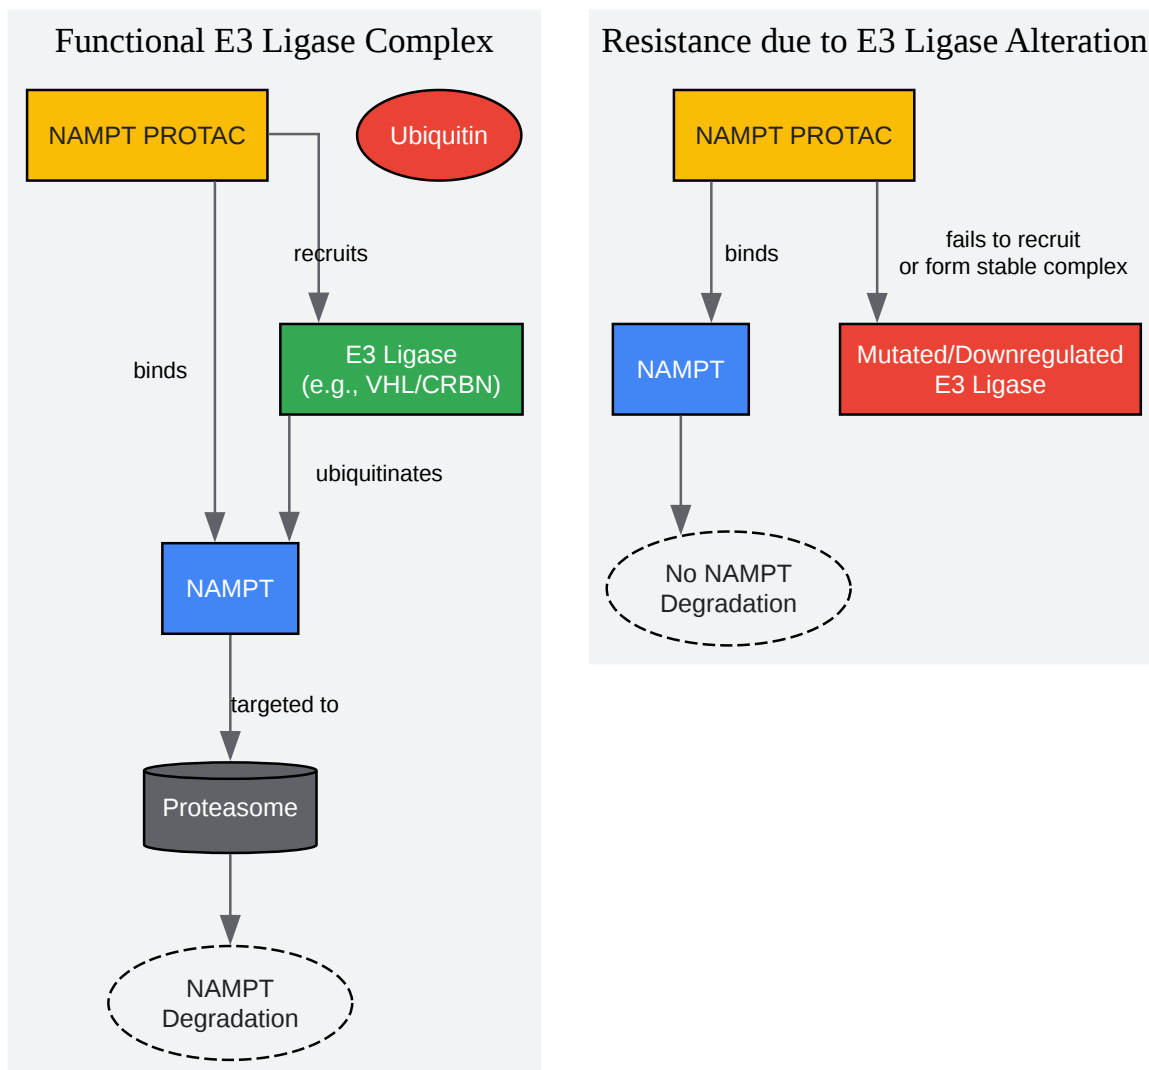 Functional E3 Ligase Complex
NAMPT PROTAC
Ubiquitin
recruits
binds
E3 Ligase
(e.g., VHL/CRBN)
ubiquitinates
NAMPT
targeted to
Proteasome
NAMPT
Degradation
Resistance due to E3 Ligase Alteration
NAMPT PROTAC
binds
fails to recruit
or form stable complex
NAMPT
Mutated/Downregulated
E3 Ligase
No NAMPT
Degradation